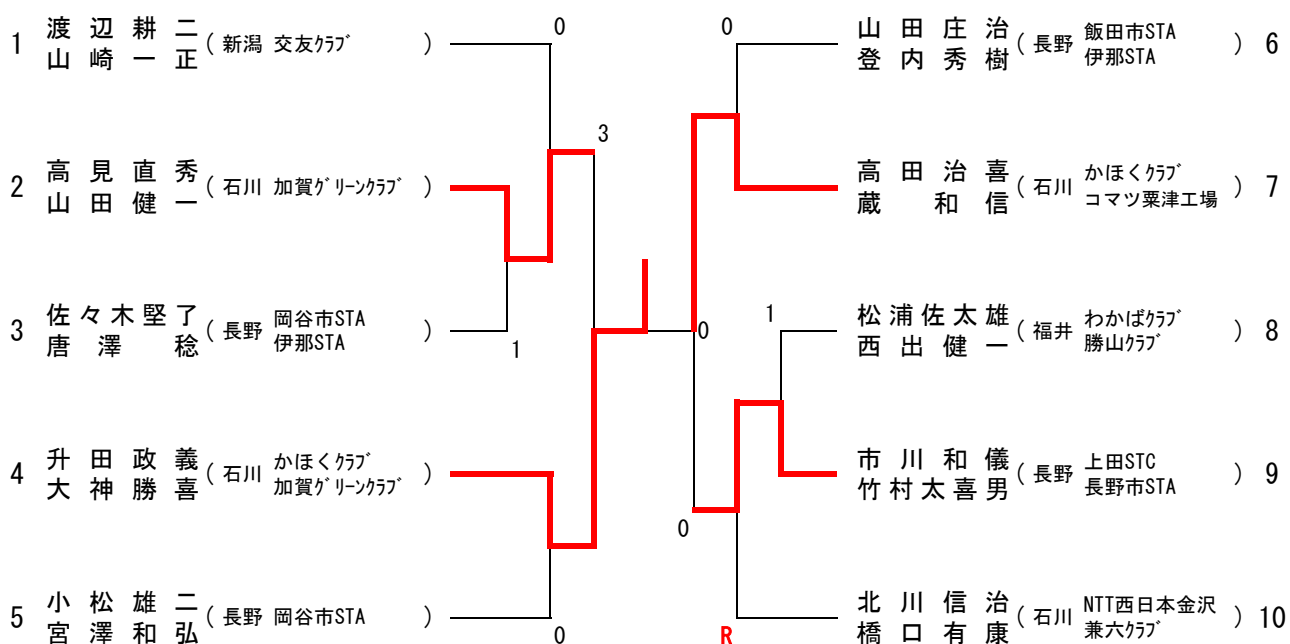 0
1 渡辺耕二 山崎一正 ( 新潟 交友ｸﾗﾌﾞ )
3
2 高見直秀 山田健一 ( 石川 加賀ｸﾞﾘｰﾝｸﾗﾌﾞ )
3 佐々木堅了 唐澤稔 ( 長野 岡谷市STA 伊那STA )
1
4 升田政義 大神勝喜 ( 石川 かほくｸﾗﾌﾞ 加賀ｸﾞﾘｰﾝｸﾗﾌﾞ )
5 小松雄二 宮澤和弘 ( 長野 岡谷市STA )
0
0
山田庄治 登内秀樹 ( 長野 飯田市STA 伊那STA ) 6
高田治喜 蔵和信 ( 石川 かほくｸﾗﾌﾞ コマツ粟津工場 ) 7
0
1
松浦佐太雄 西出健一 ( 福井 わかばｸﾗﾌﾞ 勝山ｸﾗﾌﾞ ) 8
市川和儀 竹村太喜男 ( 長野 上田STC 長野市STA ) 9
0
北川信治 橋口有康 ( 石川 NTT西日本金沢 兼六ｸﾗﾌﾞ ) 10
R